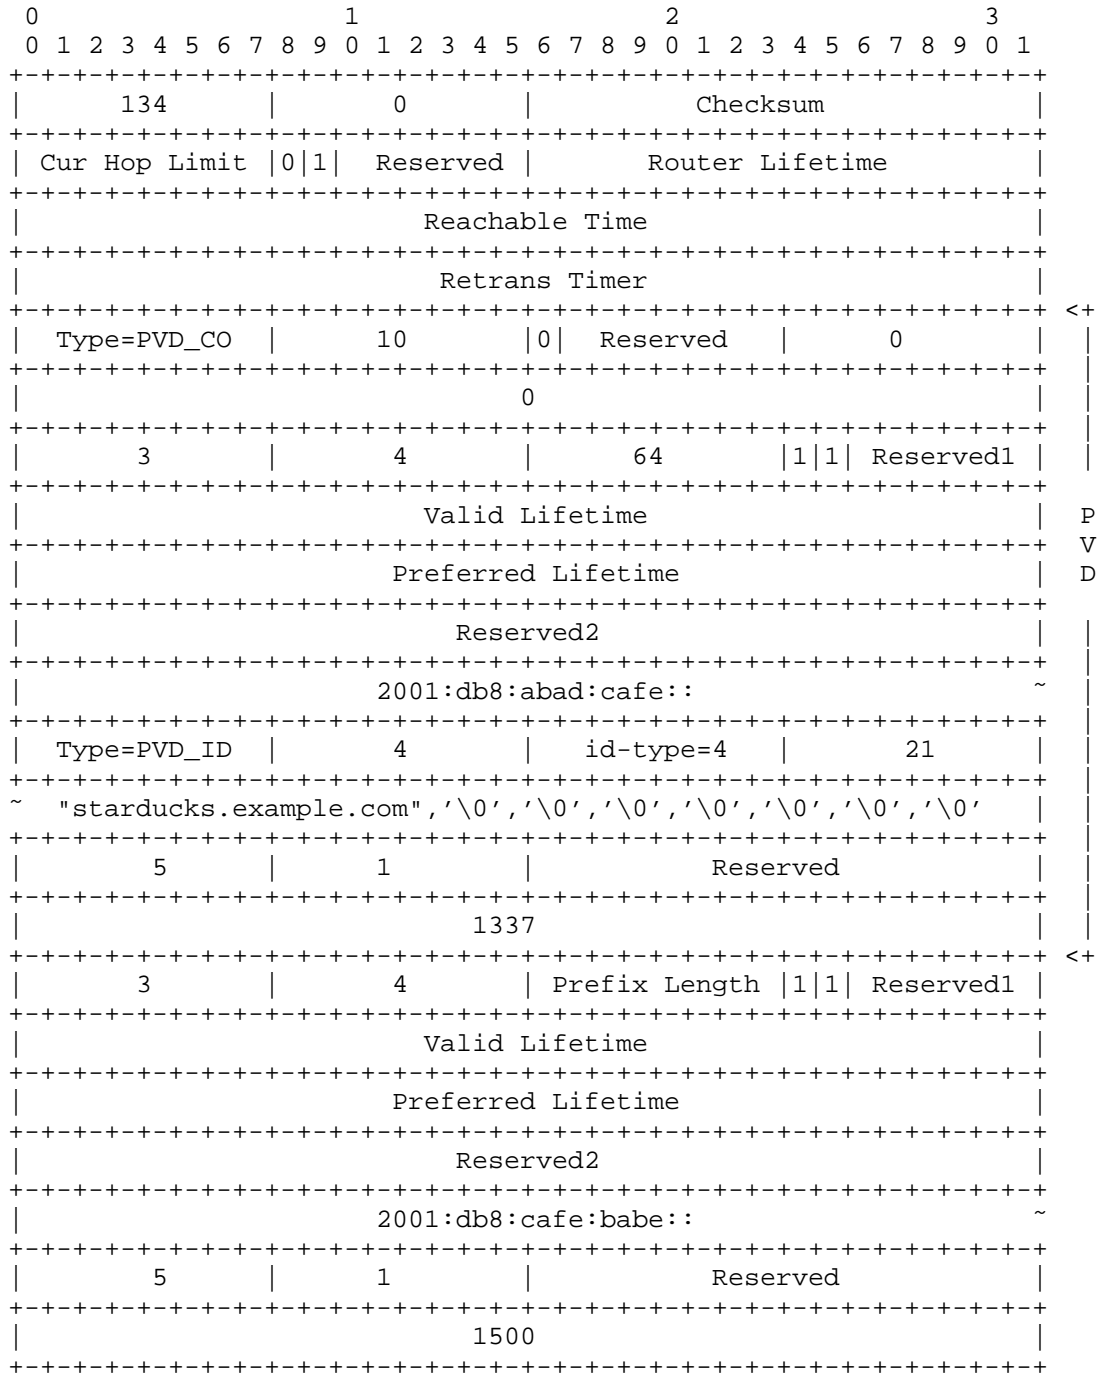 0                   1                   2                   3
 0 1 2 3 4 5 6 7 8 9 0 1 2 3 4 5 6 7 8 9 0 1 2 3 4 5 6 7 8 9 0 1
+-+-+-+-+-+-+-+-+-+-+-+-+-+-+-+-+-+-+-+-+-+-+-+-+-+-+-+-+-+-+-+-+
|      134      |       0       |          Checksum             |
+-+-+-+-+-+-+-+-+-+-+-+-+-+-+-+-+-+-+-+-+-+-+-+-+-+-+-+-+-+-+-+-+
| Cur Hop Limit |0|1|  Reserved |       Router Lifetime         |
+-+-+-+-+-+-+-+-+-+-+-+-+-+-+-+-+-+-+-+-+-+-+-+-+-+-+-+-+-+-+-+-+
|                         Reachable Time                        |
+-+-+-+-+-+-+-+-+-+-+-+-+-+-+-+-+-+-+-+-+-+-+-+-+-+-+-+-+-+-+-+-+
|                          Retrans Timer                        |
+-+-+-+-+-+-+-+-+-+-+-+-+-+-+-+-+-+-+-+-+-+-+-+-+-+-+-+-+-+-+-+-+ <+
|  Type=PVD_CO  |      10       |0|  Reserved   |      0        |  |
+-+-+-+-+-+-+-+-+-+-+-+-+-+-+-+-+-+-+-+-+-+-+-+-+-+-+-+-+-+-+-+-+  |
|                               0                               |  |
+-+-+-+-+-+-+-+-+-+-+-+-+-+-+-+-+-+-+-+-+-+-+-+-+-+-+-+-+-+-+-+-+  |
|       3       |       4       |      64       |1|1| Reserved1 |  |
+-+-+-+-+-+-+-+-+-+-+-+-+-+-+-+-+-+-+-+-+-+-+-+-+-+-+-+-+-+-+-+-+
|                         Valid Lifetime                        |  P
+-+-+-+-+-+-+-+-+-+-+-+-+-+-+-+-+-+-+-+-+-+-+-+-+-+-+-+-+-+-+-+-+  V
|                       Preferred Lifetime                      |  D
+-+-+-+-+-+-+-+-+-+-+-+-+-+-+-+-+-+-+-+-+-+-+-+-+-+-+-+-+-+-+-+-+
|                           Reserved2                           |  |
+-+-+-+-+-+-+-+-+-+-+-+-+-+-+-+-+-+-+-+-+-+-+-+-+-+-+-+-+-+-+-+-+  |
|                      2001:db8:abad:cafe::                     ~  |
+-+-+-+-+-+-+-+-+-+-+-+-+-+-+-+-+-+-+-+-+-+-+-+-+-+-+-+-+-+-+-+-+  |
|  Type=PVD_ID  |       4       |   id-type=4   |      21       |  |
+-+-+-+-+-+-+-+-+-+-+-+-+-+-+-+-+-+-+-+-+-+-+-+-+-+-+-+-+-+-+-+-+  |
~  "starducks.example.com",'\0','\0','\0','\0','\0','\0','\0'   |  |
+-+-+-+-+-+-+-+-+-+-+-+-+-+-+-+-+-+-+-+-+-+-+-+-+-+-+-+-+-+-+-+-+  |
|        5      |      1        |           Reserved            |  |
+-+-+-+-+-+-+-+-+-+-+-+-+-+-+-+-+-+-+-+-+-+-+-+-+-+-+-+-+-+-+-+-+  |
|                            1337                               |  |
+-+-+-+-+-+-+-+-+-+-+-+-+-+-+-+-+-+-+-+-+-+-+-+-+-+-+-+-+-+-+-+-+ <+
|       3       |       4       | Prefix Length |1|1| Reserved1 |
+-+-+-+-+-+-+-+-+-+-+-+-+-+-+-+-+-+-+-+-+-+-+-+-+-+-+-+-+-+-+-+-+
|                         Valid Lifetime                        |
+-+-+-+-+-+-+-+-+-+-+-+-+-+-+-+-+-+-+-+-+-+-+-+-+-+-+-+-+-+-+-+-+
|                       Preferred Lifetime                      |
+-+-+-+-+-+-+-+-+-+-+-+-+-+-+-+-+-+-+-+-+-+-+-+-+-+-+-+-+-+-+-+-+
|                           Reserved2                           |
+-+-+-+-+-+-+-+-+-+-+-+-+-+-+-+-+-+-+-+-+-+-+-+-+-+-+-+-+-+-+-+-+
|                      2001:db8:cafe:babe::                     ~
+-+-+-+-+-+-+-+-+-+-+-+-+-+-+-+-+-+-+-+-+-+-+-+-+-+-+-+-+-+-+-+-+
|        5      |      1        |           Reserved            |
+-+-+-+-+-+-+-+-+-+-+-+-+-+-+-+-+-+-+-+-+-+-+-+-+-+-+-+-+-+-+-+-+
|                            1500                               |
+-+-+-+-+-+-+-+-+-+-+-+-+-+-+-+-+-+-+-+-+-+-+-+-+-+-+-+-+-+-+-+-+